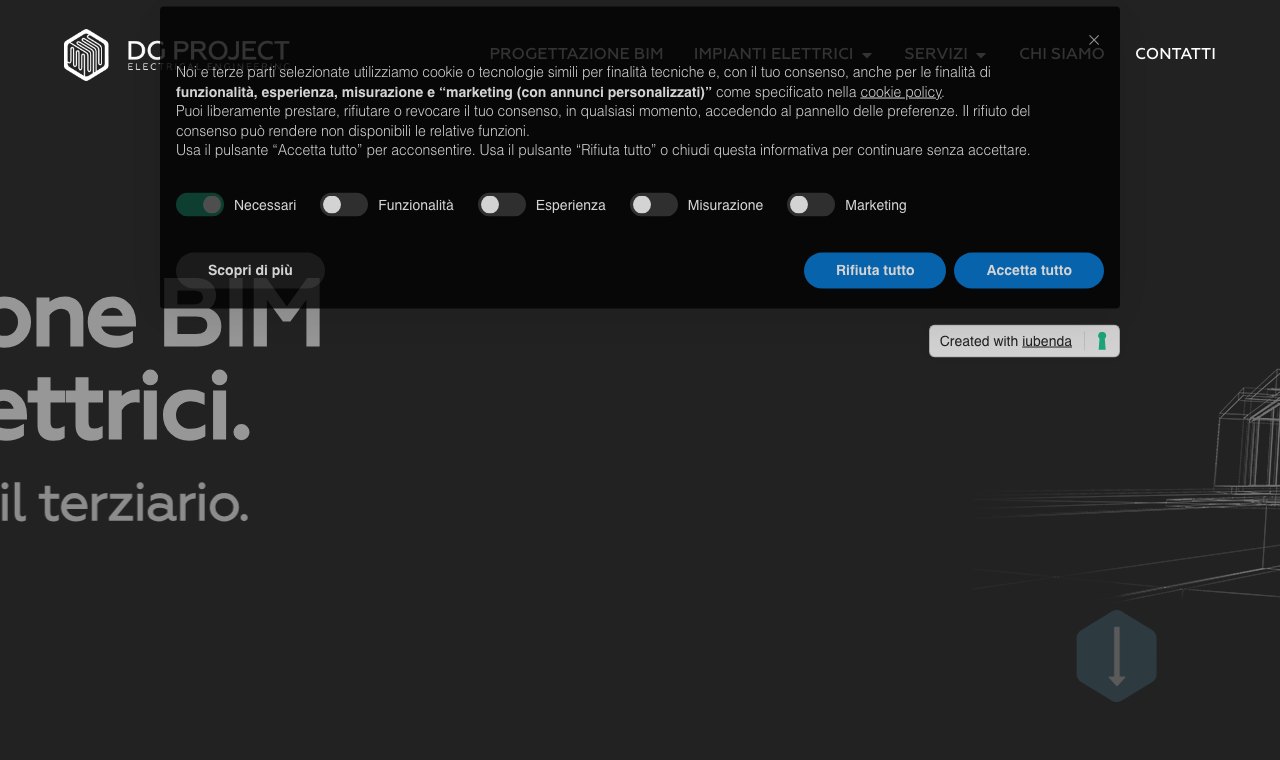 DG PROJECT
ELECTRICAL ENGINEERING
PROGETTAZIONE BIM
IMPIANTI ELETTRICI
SERVIZI
CHI SIAMO
CONTATTI
Noi e terze parti selezionate utilizziamo cookie o tecnologie simili per finalità tecniche e, con il tuo consenso, anche per le finalità di
funzionalità, esperienza, misurazione e “marketing (con annunci personalizzati)” come specificato nella cookie policy.
Puoi liberamente prestare, rifiutare o revocare il tuo consenso, in qualsiasi momento, accedendo al pannello delle preferenze. Il rifiuto del
consenso può rendere non disponibili le relative funzioni.
Usa il pulsante “Accetta tutto” per acconsentire. Usa il pulsante “Rifiuta tutto” o chiudi questa informativa per continuare senza accettare.
Necessari
Funzionalità
Esperienza
Misurazione
Marketing
Scopri di più
Rifiuta tutto
Accetta tutto
one BIM
Created with iubenda
ettrici.
il terziario.